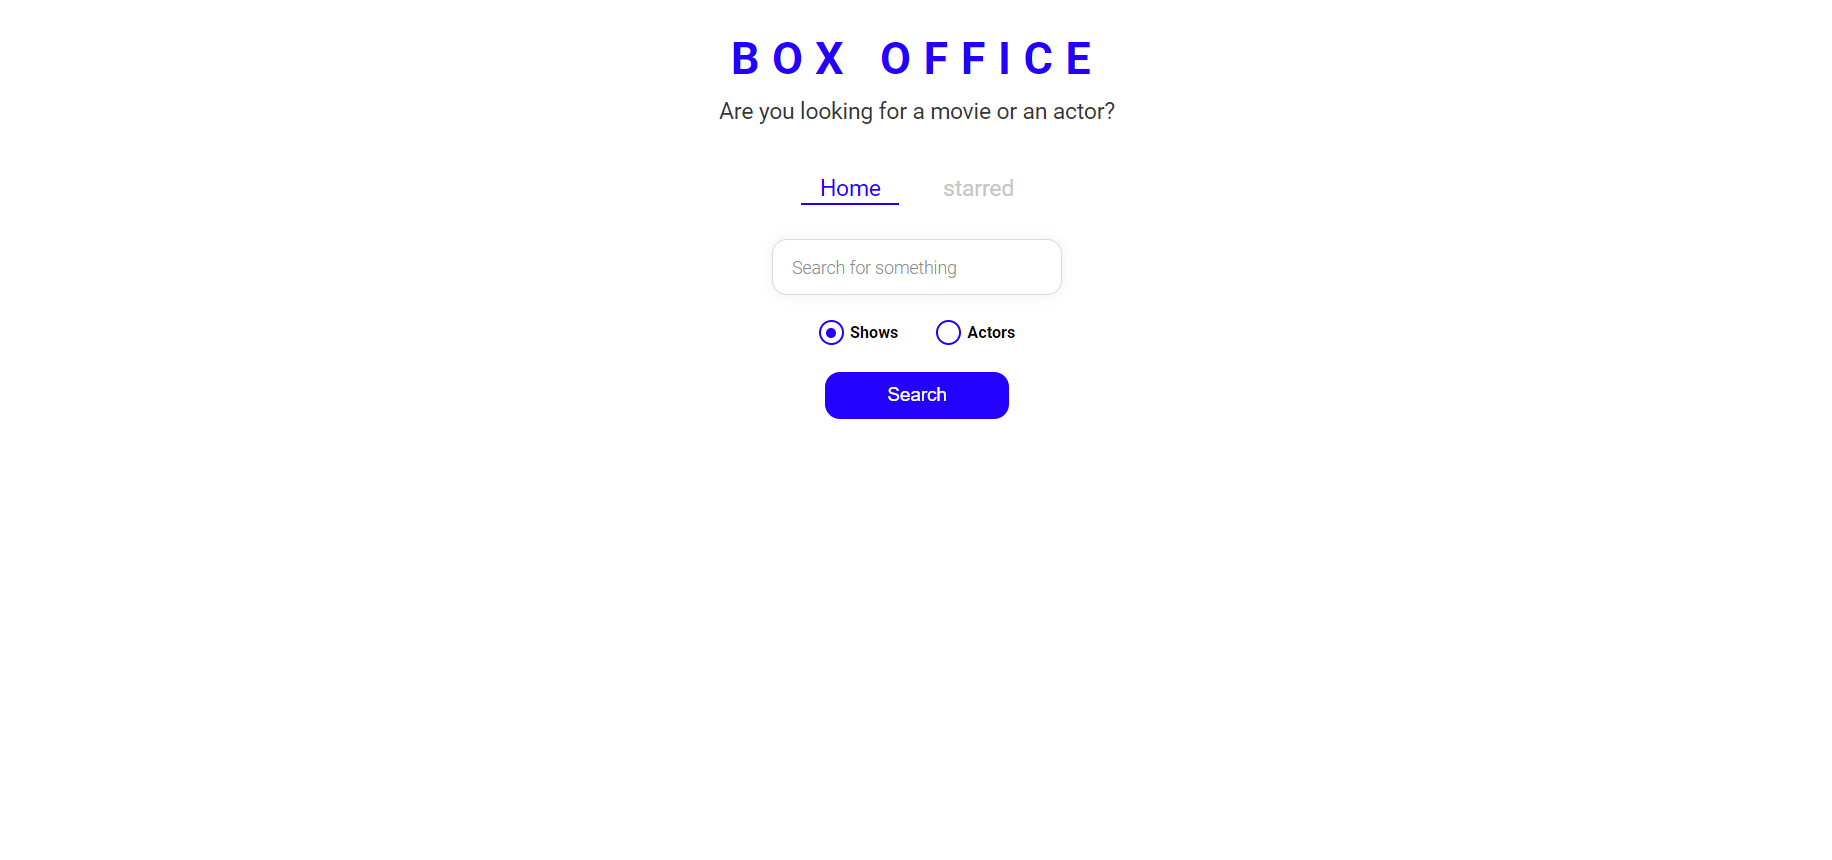 BOX OFFICE
Are you looking for a movie or an actor?
Home starred
Search for something
Shows Actors
Search